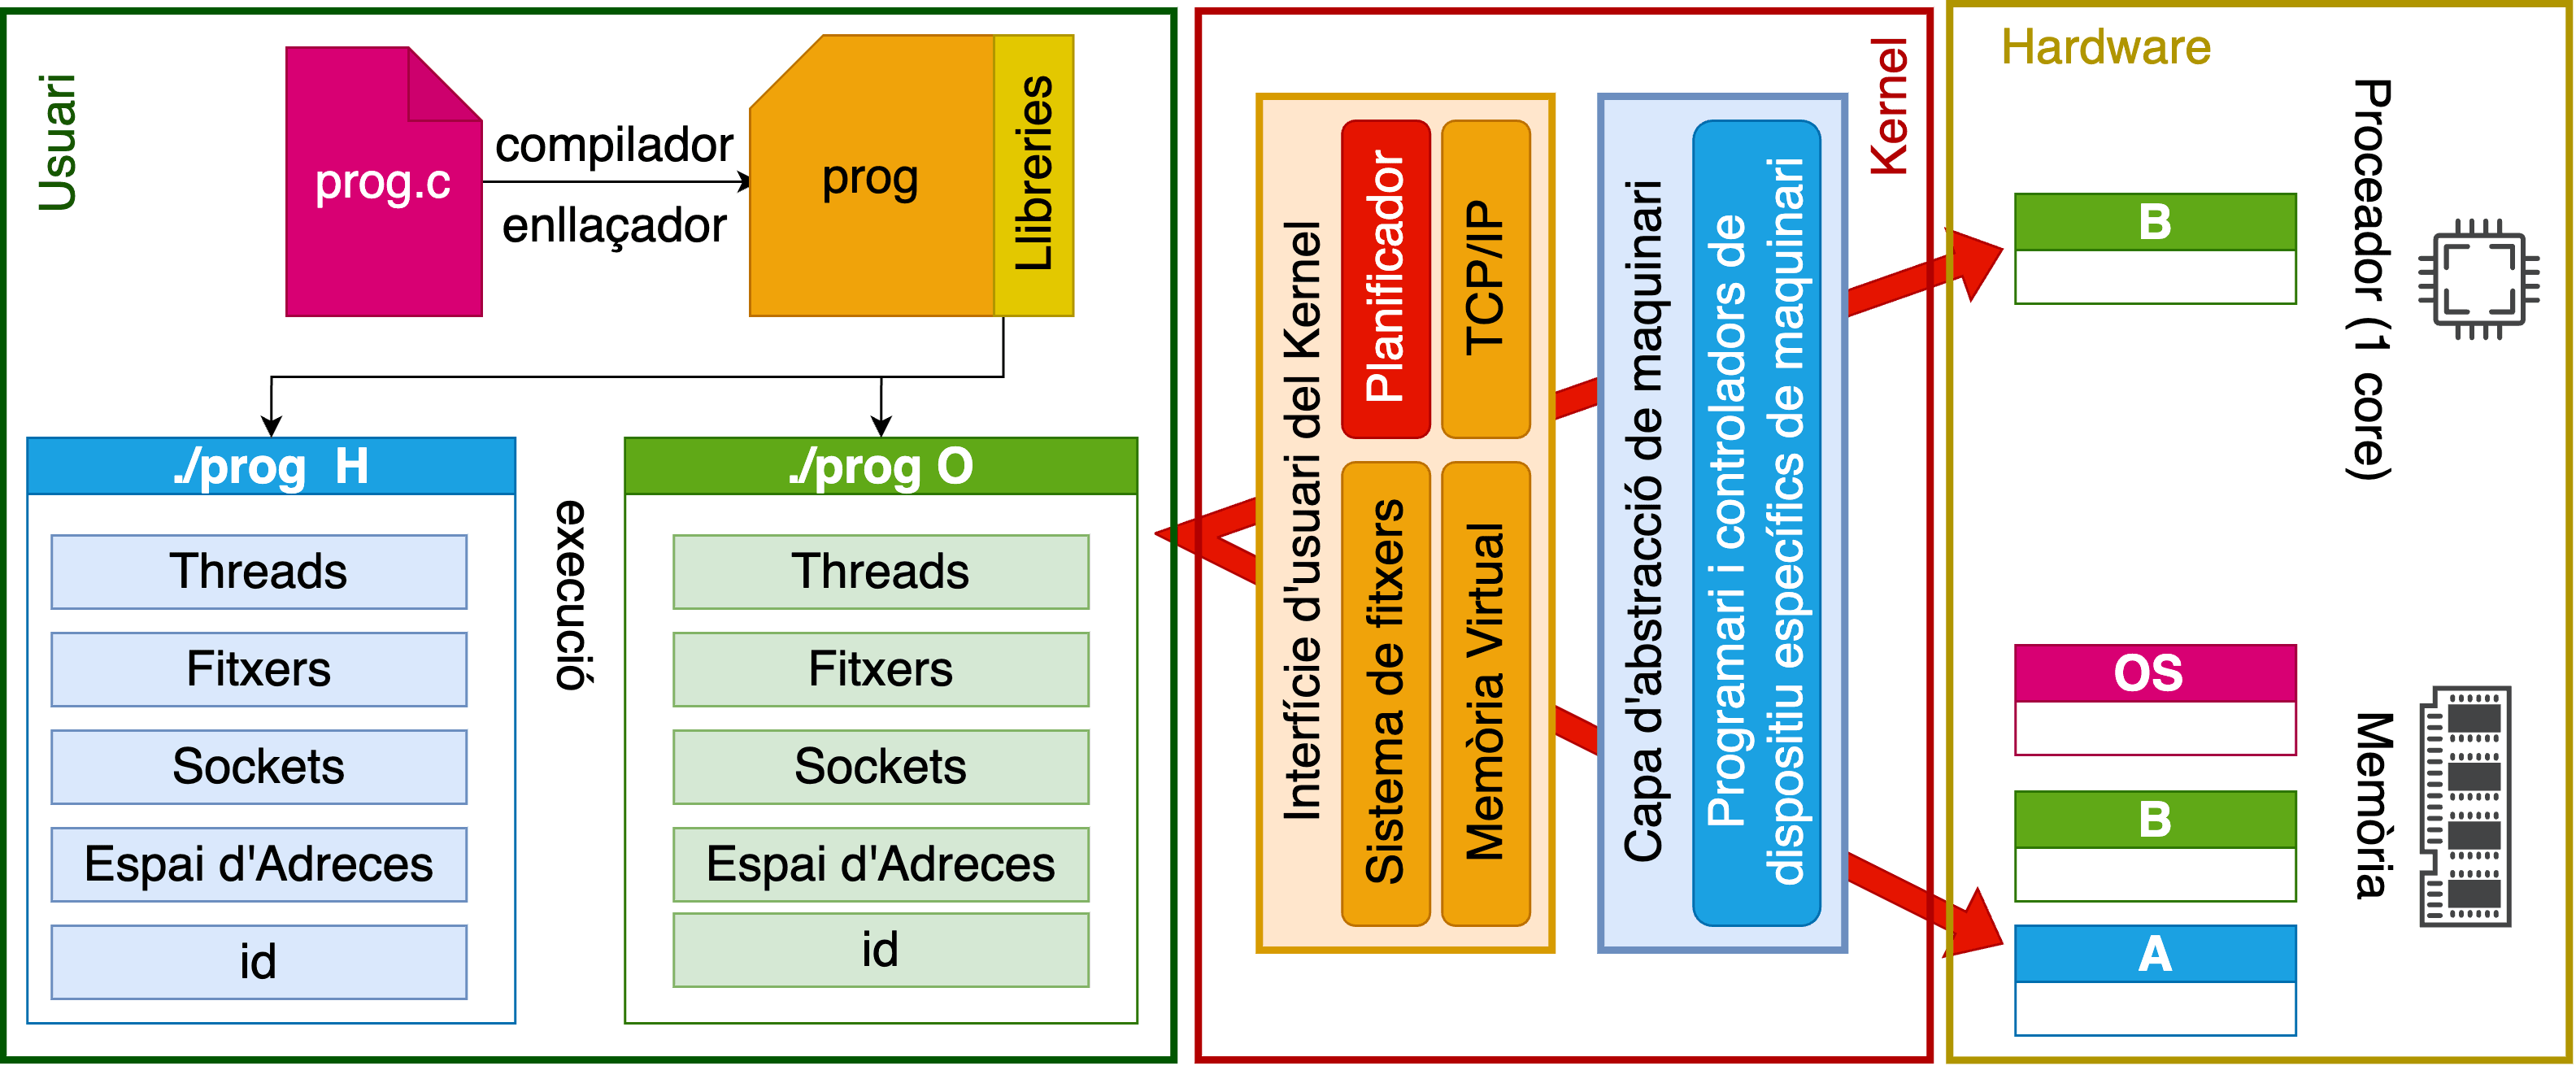 Usuari
prog.c
compilador
enllaçador
prog
Llibreries
./prog  H
Threads
Fitxers
Sockets
Espai d'Adreces
id
execució
./prog O
Threads
Fitxers
Sockets
Espai d'Adreces
id
Kernel
Interfície d'usuari del Kernel
Planificador
TCP/IP
Sistema de fitxers
Memòria Virtual
Capa d'abstracció de maquinari
Programari i controladors de
dispositiu específics de maquinari
Hardware
B
Proceador (1 core)
OS
B
A
Memòria